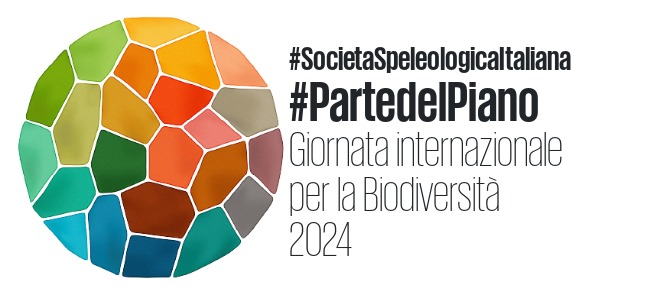 #SocietaSpeleologicaItaliana
#PartedelPiano
Giornata internazionale
per la Biodiversità
2024